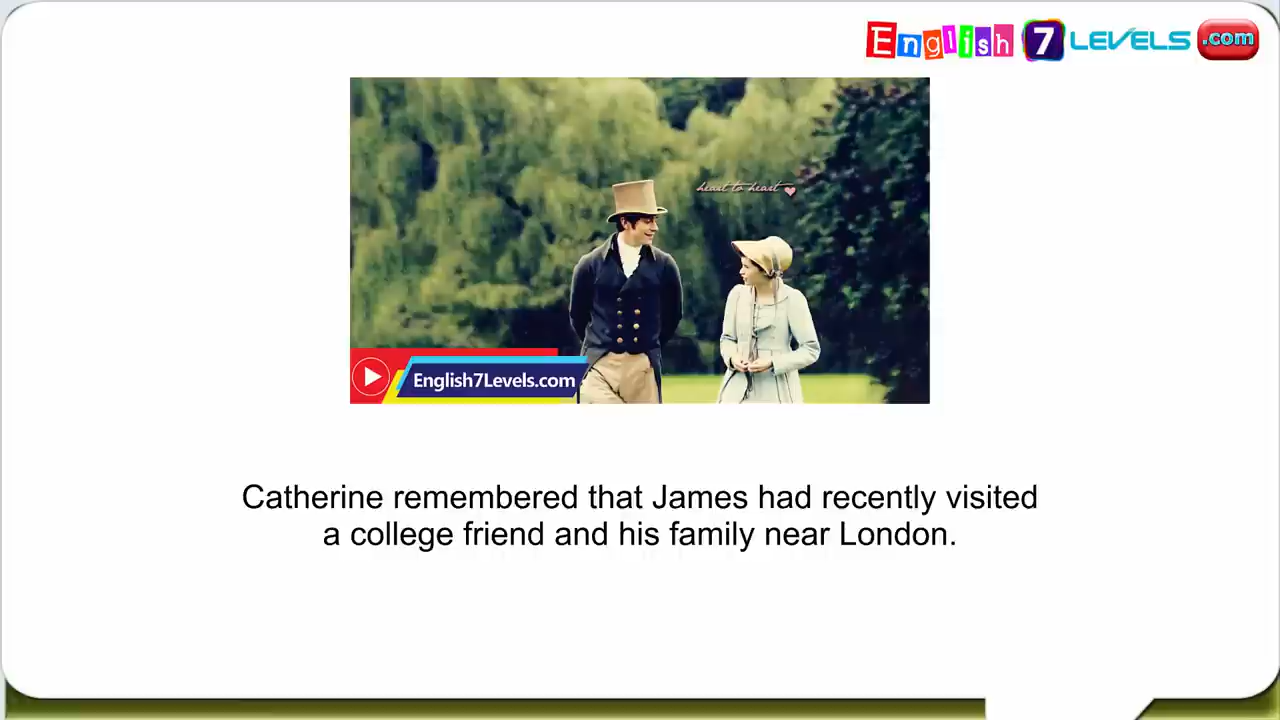 English 7 LEVELS .com
heart to heart
English7Levels.com
Catherine remembered that James had recently visited
a college friend and his family near London.